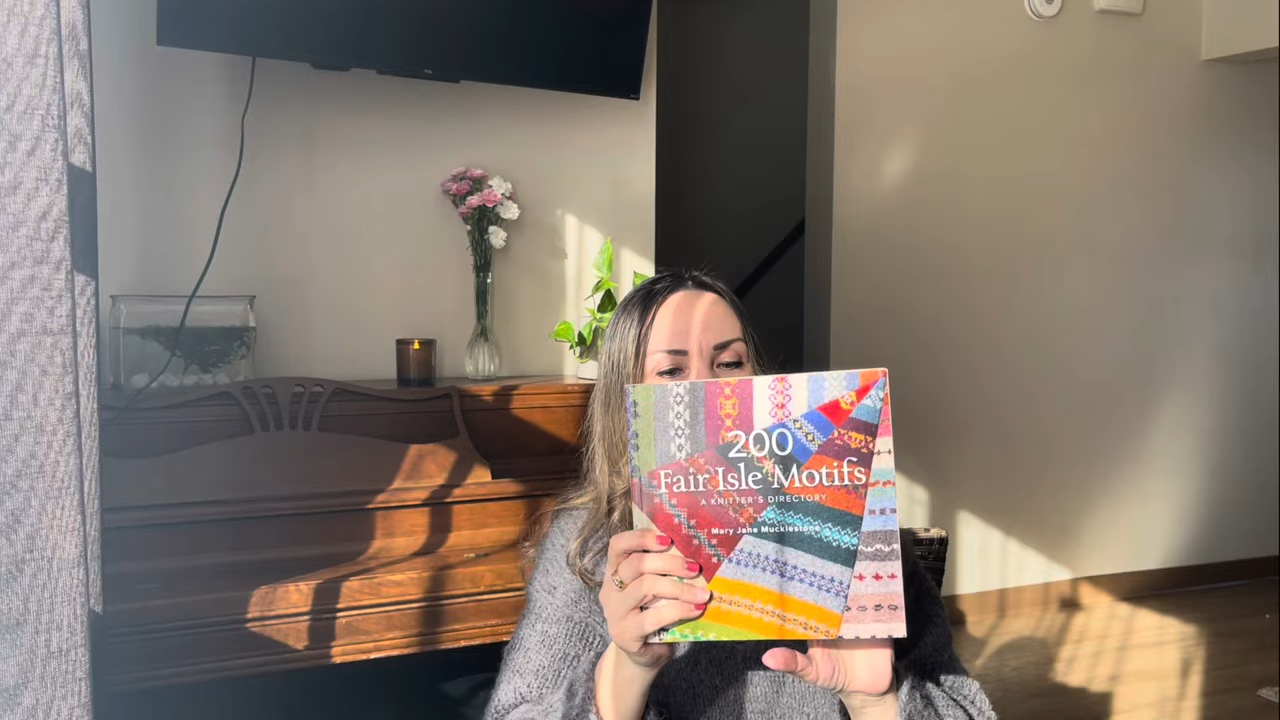 200
Fair Isle Motifs
A KNITTER'S DIRECTORY
Mary Jane Mucklestone